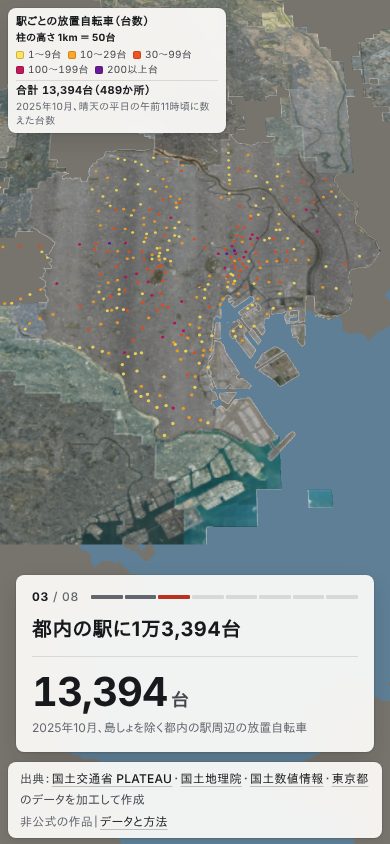 駅ごとの放置自転車（台数）
柱の高さ 1km ＝ 50台
1〜9台 10〜29台 30〜99台
100〜199台 200以上台
合計 13,394台（489か所）
2025年10月、晴天の平日の午前11時頃に数
えた台数
03 / 08
都内の駅に1万3,394台
13,394台
2025年10月、島しょを除く都内の駅周辺の放置自転車
出典：国土交通省 PLATEAU · 国土地理院 · 国土数値情報 · 東京都
のデータを加工して作成
非公式の作品 | データと方法